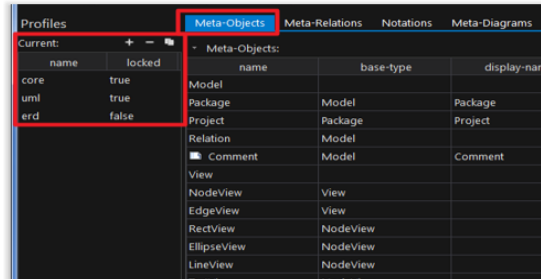 Profiles
Meta-Objects Meta-Relations Notations Meta-Diagrams
Current: + −
Meta-Objects:
name locked
name base-type display-nam
core true
Model
uml true
Package Model Package
erd false
Project Package Project
Relation Model
Comment Model Comment
View
NodeView View
EdgeView View
RectView NodeView
EllipseView NodeView
LineView NodeView